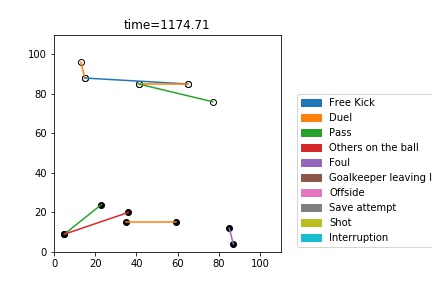 time=1174.71
100
80
60
40
20
0
0 20 40 60 80 100
Free Kick
Duel
Pass
Others on the ball
Foul
Goalkeeper leaving l
Offside
Save attempt
Shot
Interruption